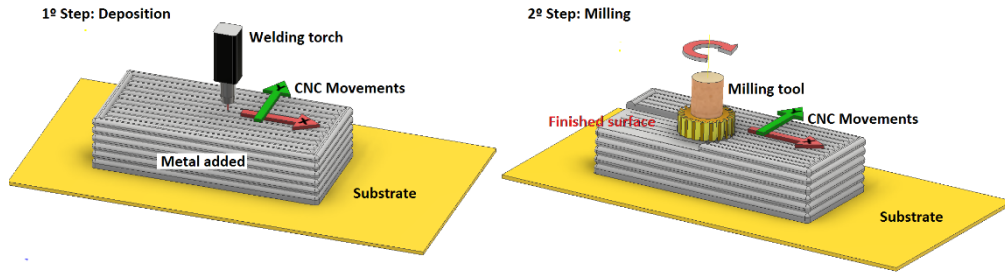 1º Step: Deposition
Welding torch
CNC Movements
Y
X
Metal added
Substrate
2º Step: Milling
Milling tool
Finished surface
CNC Movements
Y
X
Substrate